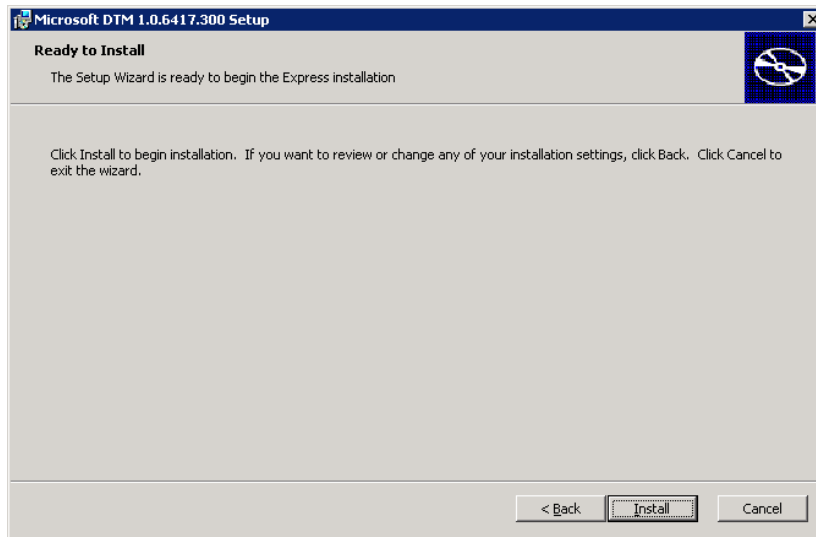 Microsoft DTM 1.0.6417.300 Setup
Ready to Install
The Setup Wizard is ready to begin the Express installation
Click Install to begin installation. If you want to review or change any of your installation settings, click Back. Click Cancel to
exit the wizard.
< Back Install Cancel